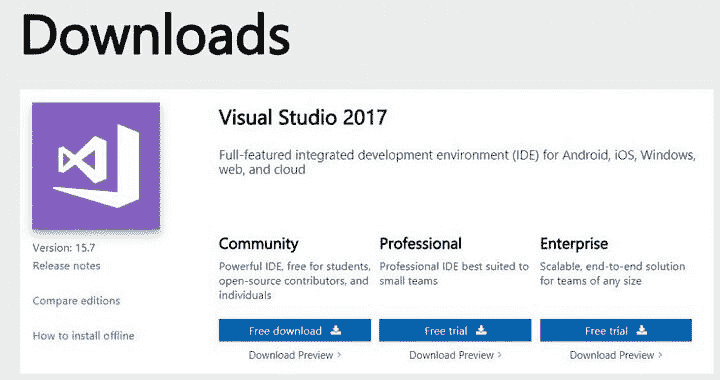 Downloads
Visual Studio 2017
Full-featured integrated development environment (IDE) for Android, iOS, Windows,
web, and cloud
Version: 15.7
Release notes
Compare editions
How to install offline
Community
Powerful IDE, free for students,
open-source contributors, and
individuals
Free download
Download Preview >
Professional
Professional IDE best suited to
small teams
Free trial
Download Preview >
Enterprise
Scalable, end-to-end solution
for teams of any size
Free trial
Download Preview >